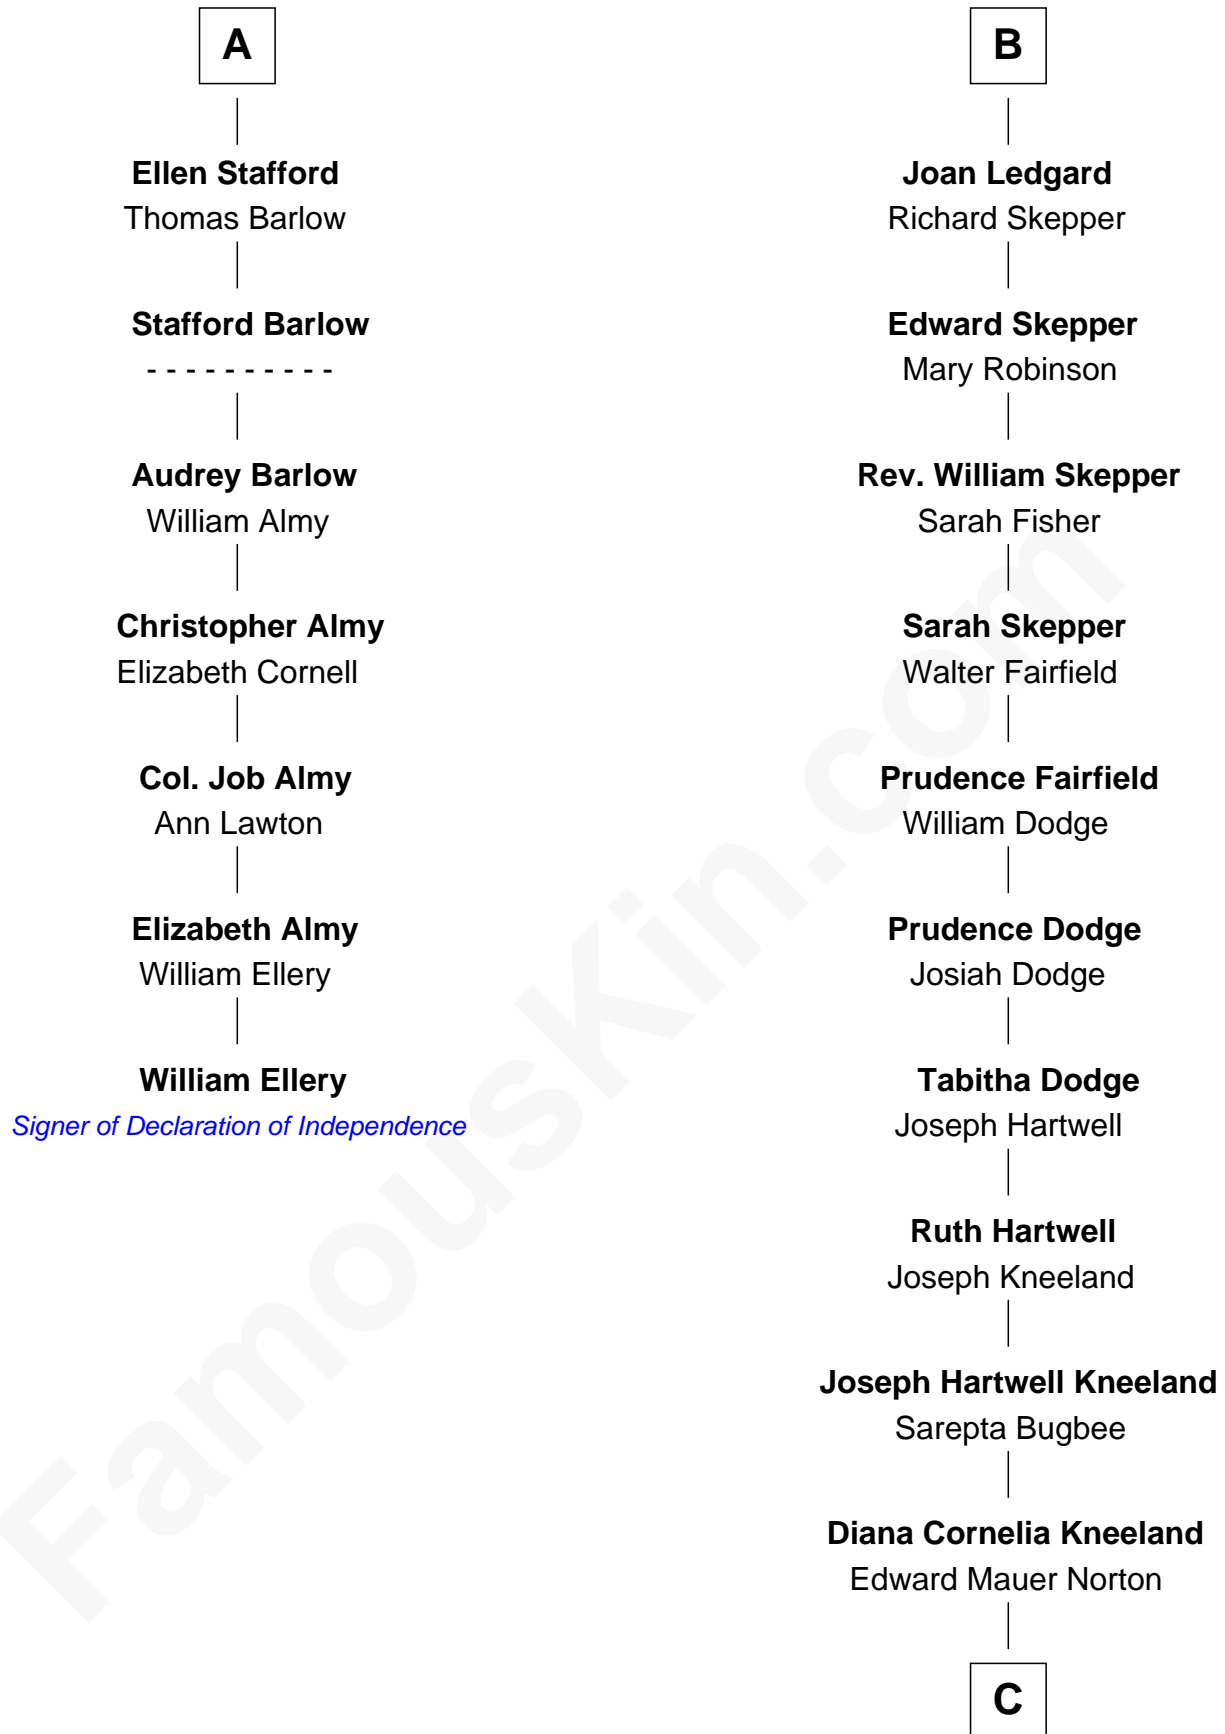 A
Ellen Stafford
Thomas Barlow
Stafford Barlow
- - - - - - - - - -
Audrey Barlow
William Almy
Christopher Almy
Elizabeth Cornell
Col. Job Almy
Ann Lawton
Elizabeth Almy
William Ellery
William Ellery
Signer of Declaration of Independence
B
Joan Ledgard
Richard Skepper
Edward Skepper
Mary Robinson
Rev. William Skepper
Sarah Fisher
Sarah Skepper
Walter Fairfield
Prudence Fairfield
William Dodge
Prudence Dodge
Josiah Dodge
Tabitha Dodge
Joseph Hartwell
Ruth Hartwell
Joseph Kneeland
Joseph Hartwell Kneeland
Sarepta Bugbee
Diana Cornelia Kneeland
Edward Mauer Norton
C
FamousKin.com